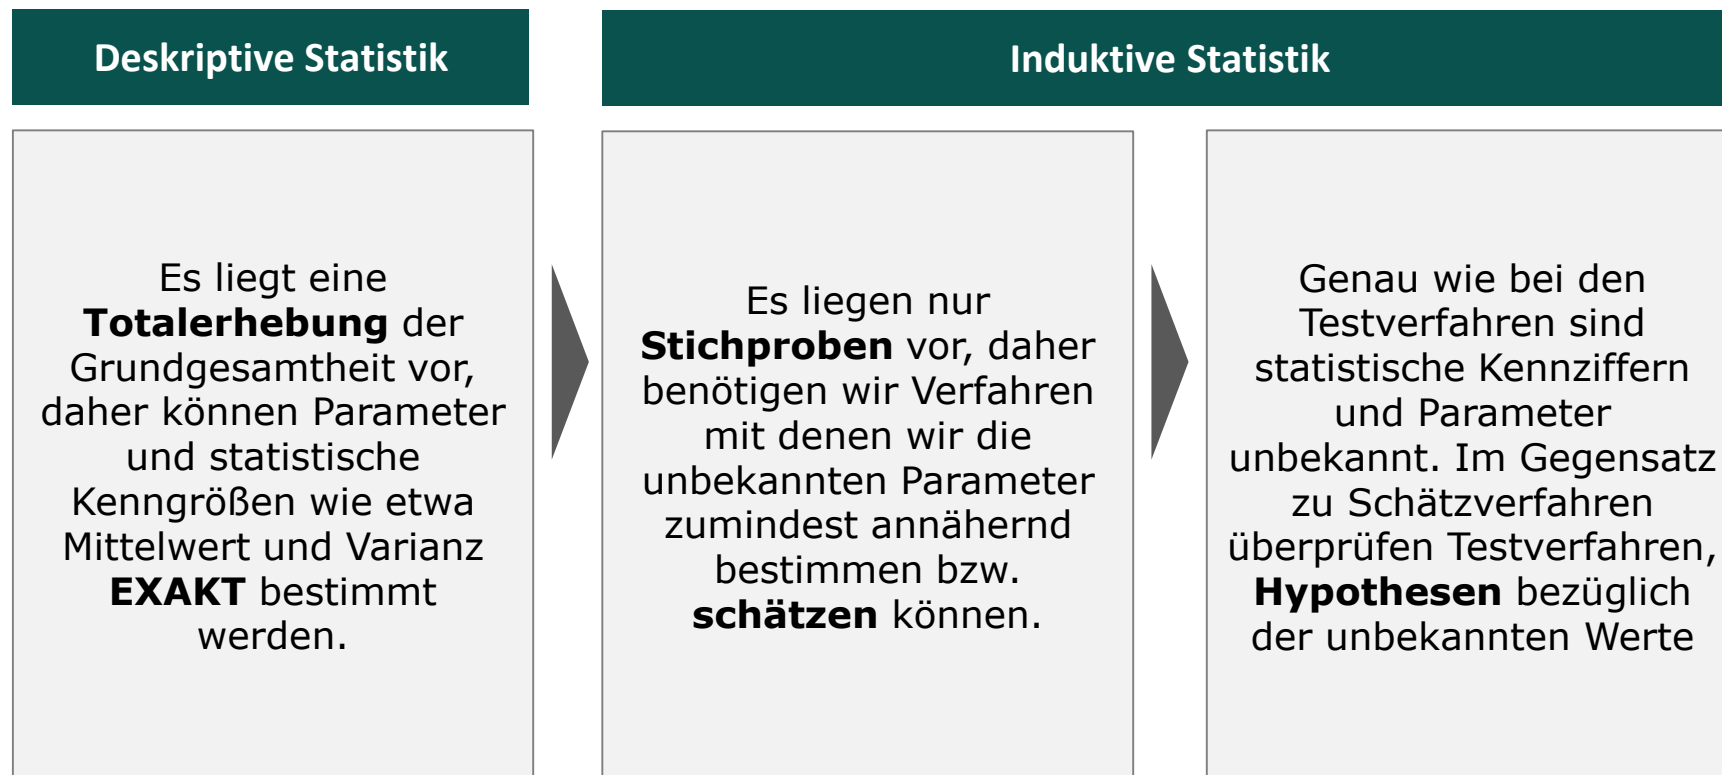 Deskriptive Statistik
Induktive Statistik
Es liegt eine
Totalerhebung der
Grundgesamtheit vor,
daher können Parameter
und statistische
Kenngrößen wie etwa
Mittelwert und Varianz
EXAKT bestimmt
werden.
Es liegen nur
Stichproben vor, daher
benötigen wir Verfahren
mit denen wir die
unbekannten Parameter
zumindest annähernd
bestimmen bzw.
schätzen können.
Genau wie bei den
Testverfahren sind
statistische Kennziffern
und Parameter
unbekannt. Im Gegensatz
zu Schätzverfahren
überprüfen Testverfahren,
Hypothesen bezüglich
der unbekannten Werte